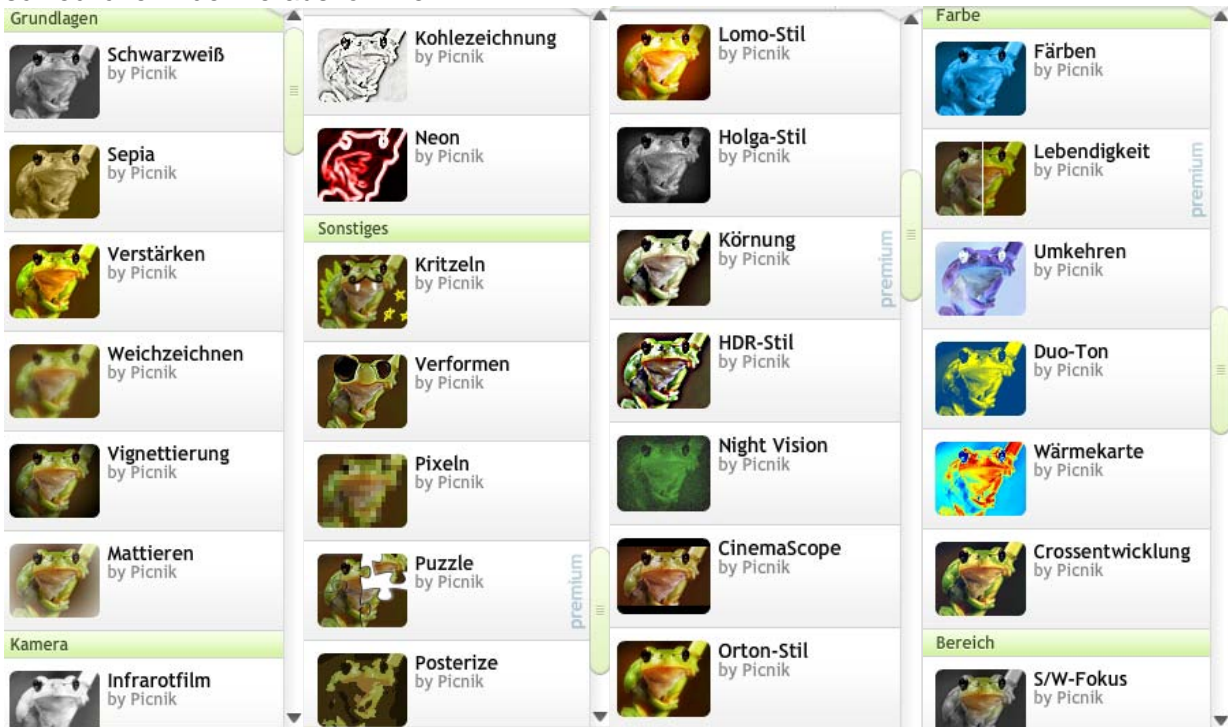 Grundlagen
Schwarzweiß
by Picnik
Sepia
by Picnik
Verstärken
by Picnik
Weichzeichnen
by Picnik
Vignettierung
by Picnik
Mattieren
by Picnik
Kamera
Infrarotfilm
by Picnik
Kohlezeichnung
by Picnik
Neon
by Picnik
Sonstiges
Kritzeln
by Picnik
Verformen
by Picnik
Pixeln
by Picnik
Puzzle
by Picnik
premium
Posterize
by Picnik
Lomo-Stil
by Picnik
Holga-Stil
by Picnik
Körnung
by Picnik
premium
HDR-Stil
by Picnik
Night Vision
by Picnik
CinemaScope
by Picnik
Orton-Stil
by Picnik
Farbe
Färben
by Picnik
Lebendigkeit
by Picnik
premium
Umkehren
by Picnik
Duo-Ton
by Picnik
Wärmekarte
by Picnik
Crossentwicklung
by Picnik
Bereich
S/W-Fokus
by Picnik